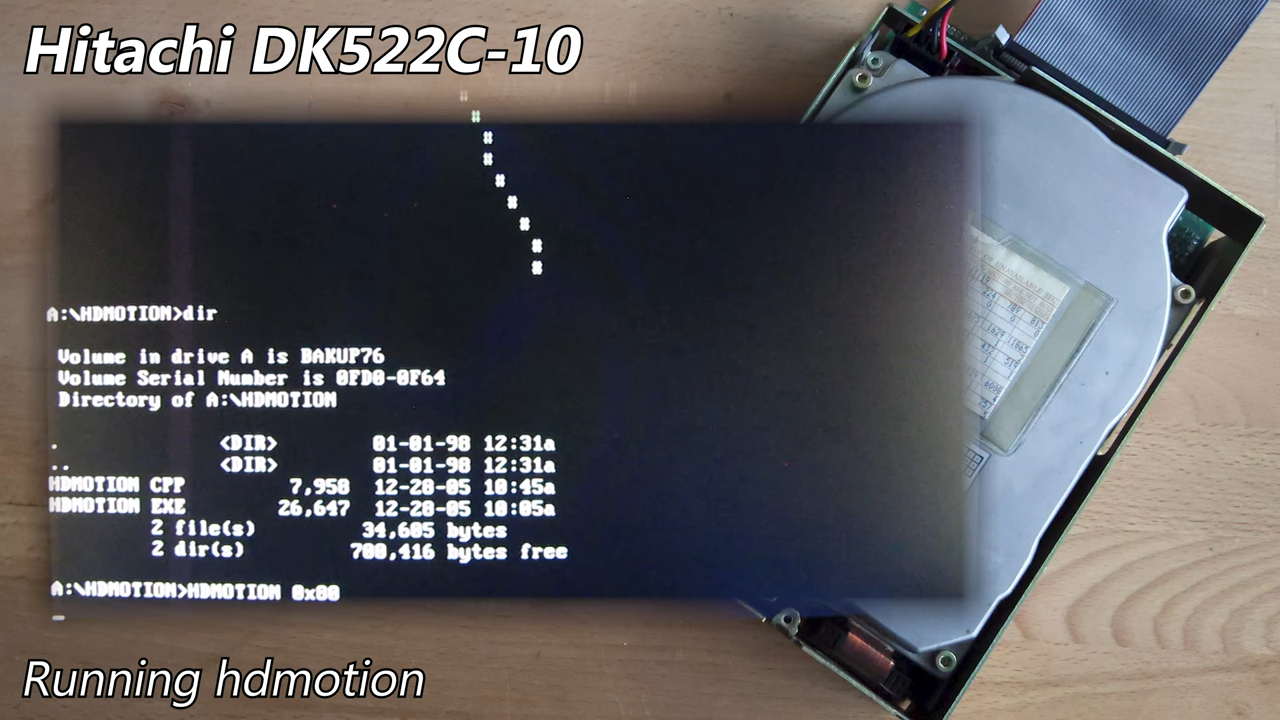 Hitachi DK522C-10
#
#
#
#
#
#
#
#
A:\HDMOTION>dir
Volume in drive A is BAKUP76
Volume Serial Number is 0FD0-0F64
Directory of A:\HDMOTION
. <DIR> 01-01-98 12:31a
.. <DIR> 01-01-98 12:31a
HDMOTION CPP 7,958 12-28-05 10:45a
HDMOTION EXE 26,647 12-28-05 10:05a
2 file(s) 34,605 bytes
2 dir(s) 700,416 bytes free
A:\HDMOTION>HDMOTION 0x80
_
Running hdmotion